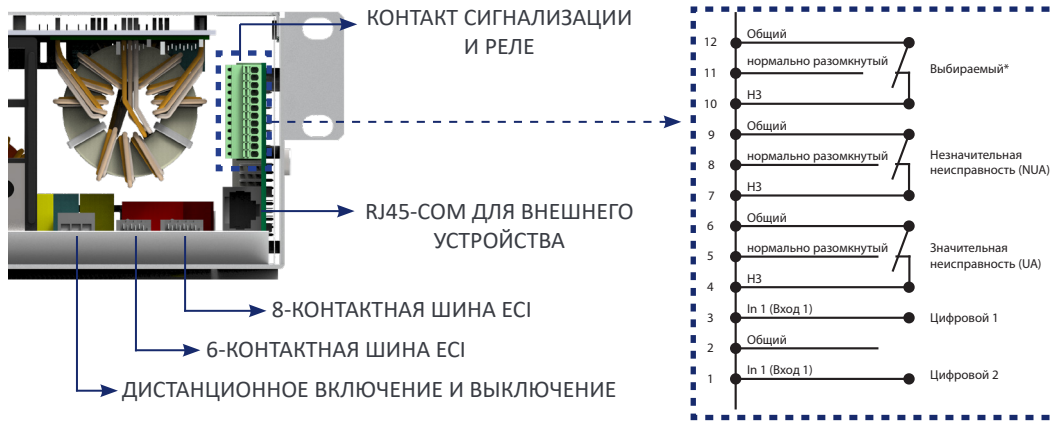 КОНТАКТ СИГНАЛИЗАЦИИ
И РЕЛЕ
RJ45-COM ДЛЯ ВНЕШНЕГО
УСТРОЙСТВА
8-КОНТАКТНАЯ ШИНА ECI
6-КОНТАКТНАЯ ШИНА ECI
ДИСТАНЦИОННОЕ ВКЛЮЧЕНИЕ И ВЫКЛЮЧЕНИЕ
12 Общий
11 нормально разомкнутый Выбираемый*
10 НЗ
9 Общий
8 нормально разомкнутый Незначительная
неисправность (NUA)
7 НЗ
6 Общий
5 нормально разомкнутый Значительная
неисправность (UA)
4 НЗ
3 In 1 (Вход 1) Цифровой 1
2 Общий
1 In 1 (Вход 1) Цифровой 2